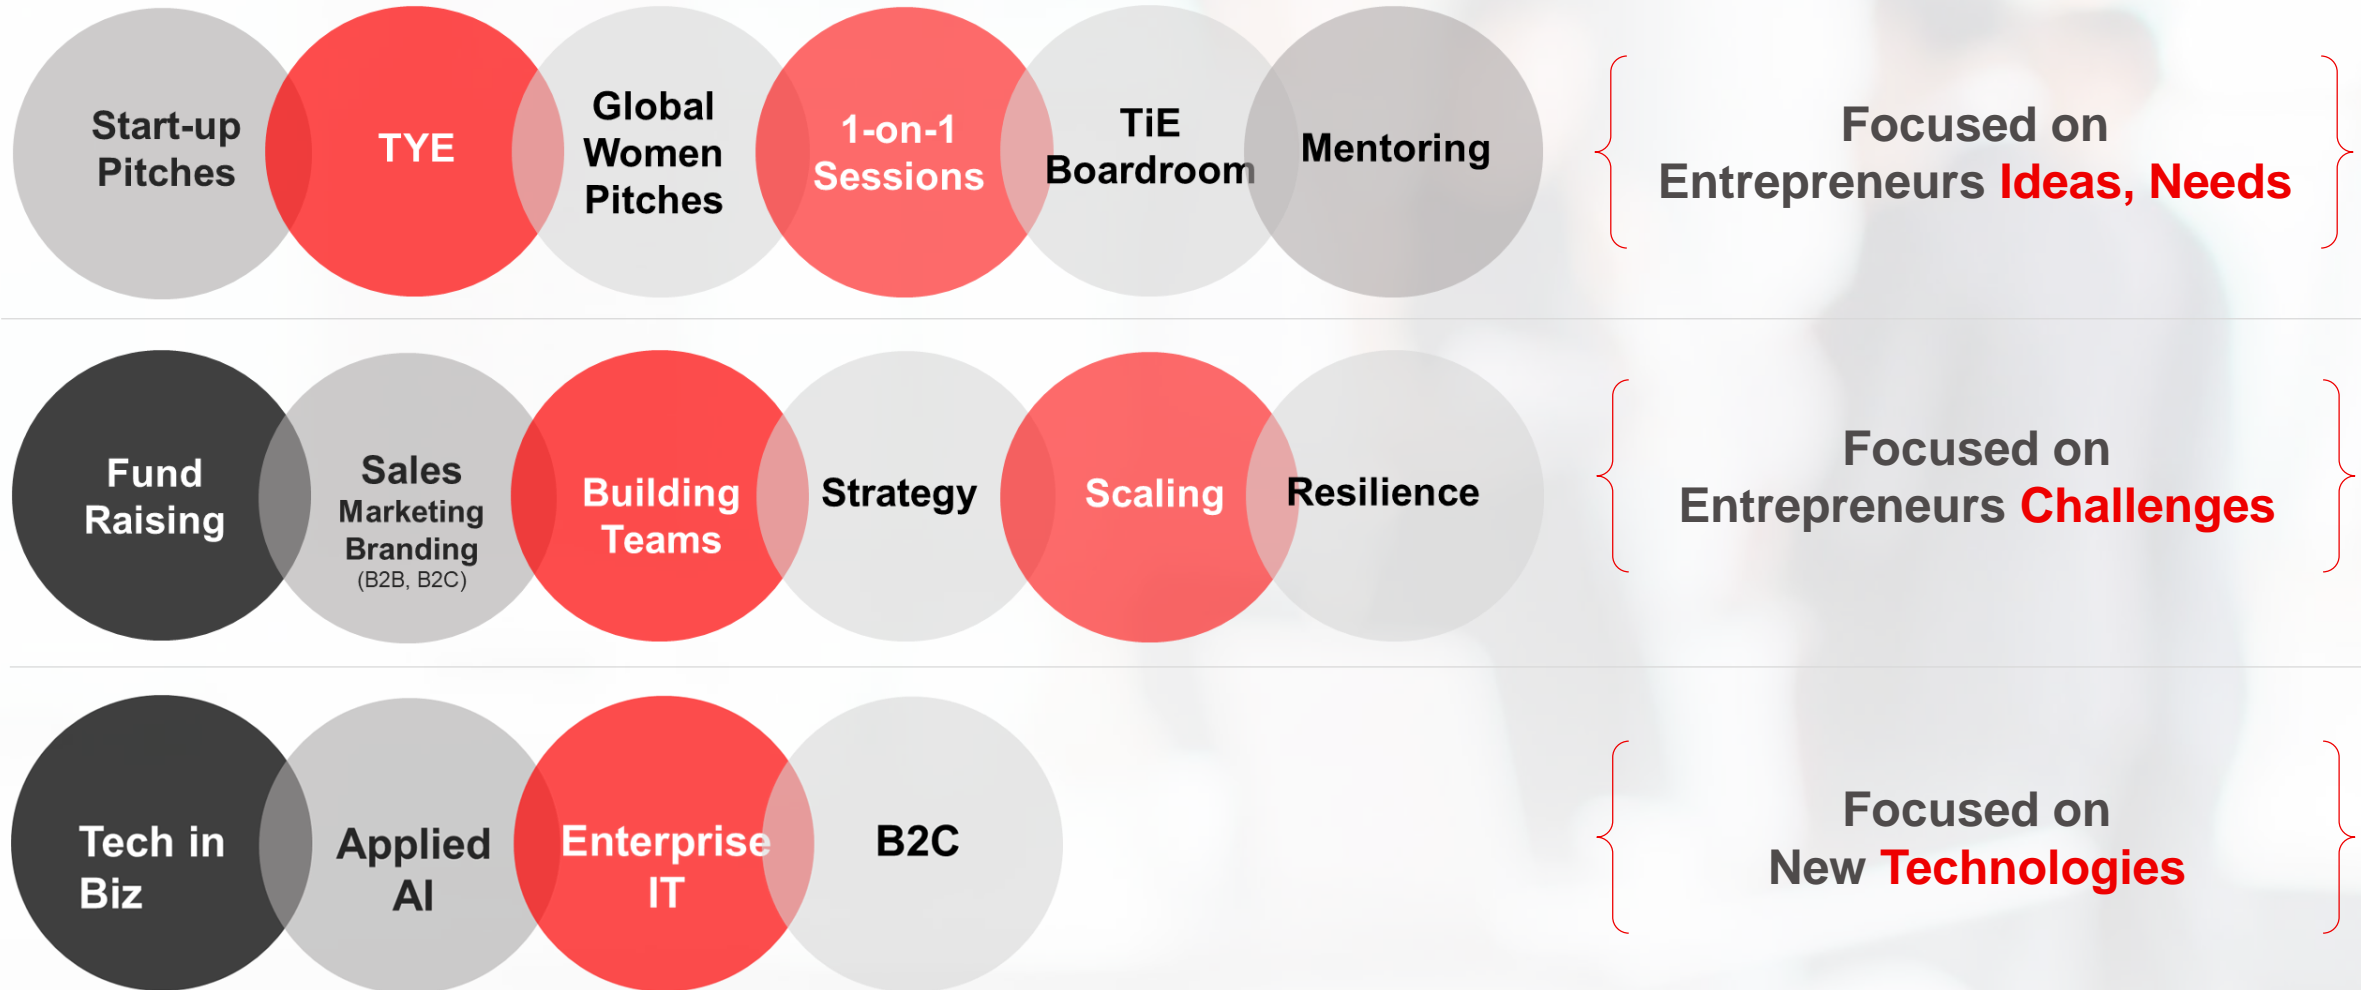 Start-up
Pitches
TYE
Global
Women
Pitches
1-on-1
Sessions
TiE
Boardroom
Mentoring
Focused on
Entrepreneurs Ideas, Needs
Fund
Raising
Sales
Marketing
Branding
(B2B, B2C)
Building
Teams
Strategy
Scaling
Resilience
Focused on
Entrepreneurs Challenges
Tech in
Biz
Applied
AI
Enterprise
IT
B2C
Focused on
New Technologies